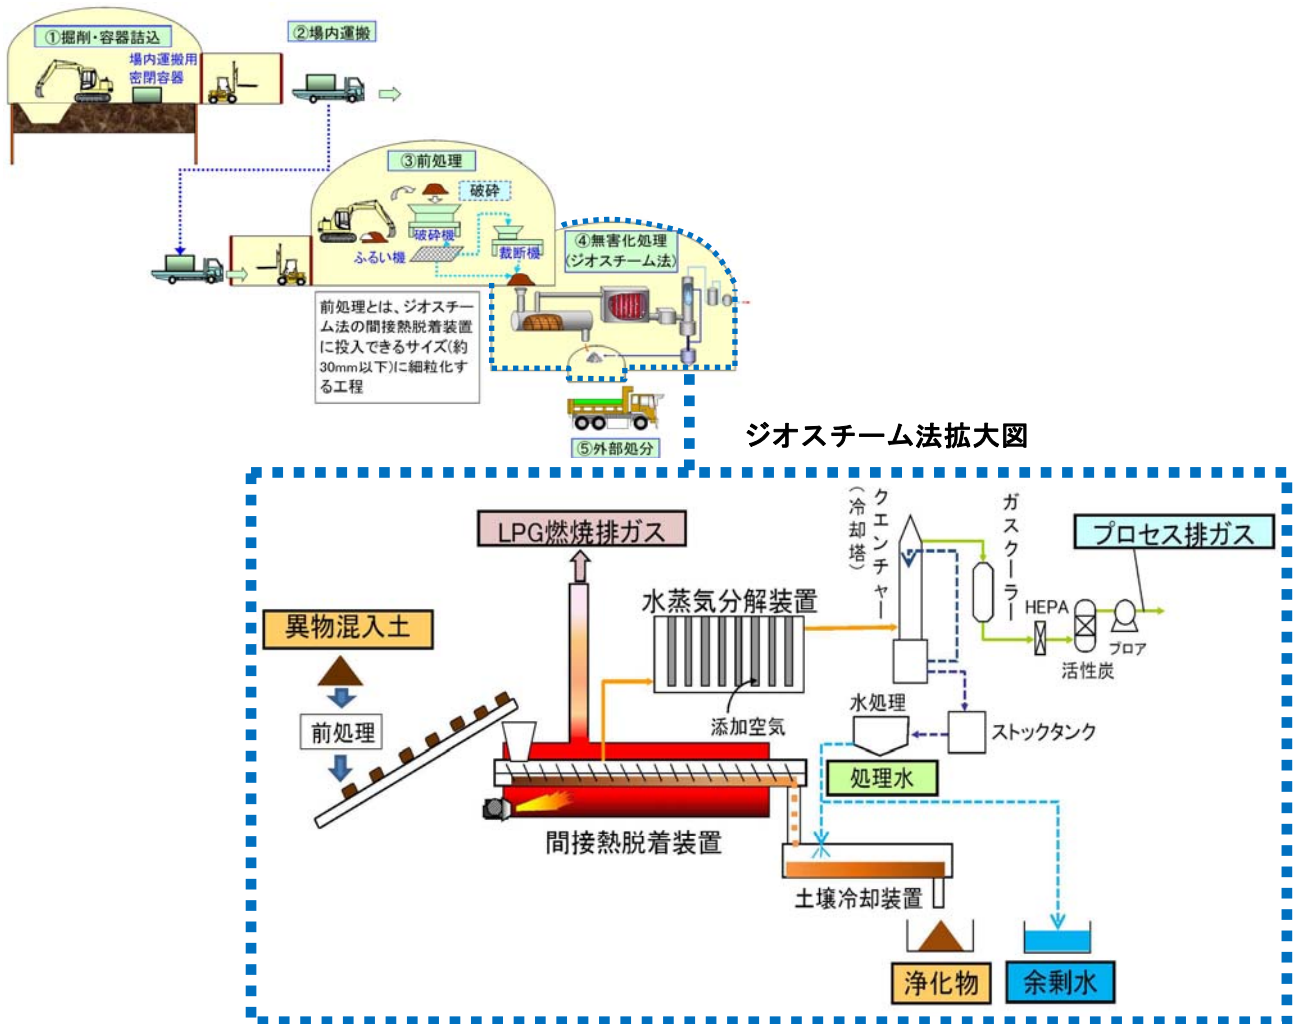 ①掘削・容器詰込
②場内運搬
場内運搬用
密閉容器
③前処理
破砕
破砕機
ふるい機
裁断機
④無害化処理
(ジオスチーム法)
前処理とは、ジオスチー
ム法の間接熱脱着装置
に投入できるサイズ(約
30mm以下)に細粒化す
る工程
⑤外部処分
ジオスチーム法拡大図
LPG燃焼排ガス
クエンチャー
(冷却塔)
ガスクーラー
プロセス排ガス
異物混入土
水蒸気分解装置
HEPA
ブロア
活性炭
前処理
添加空気
水処理
ストックタンク
処理水
間接熱脱着装置
土壌冷却装置
浄化物
余剰水